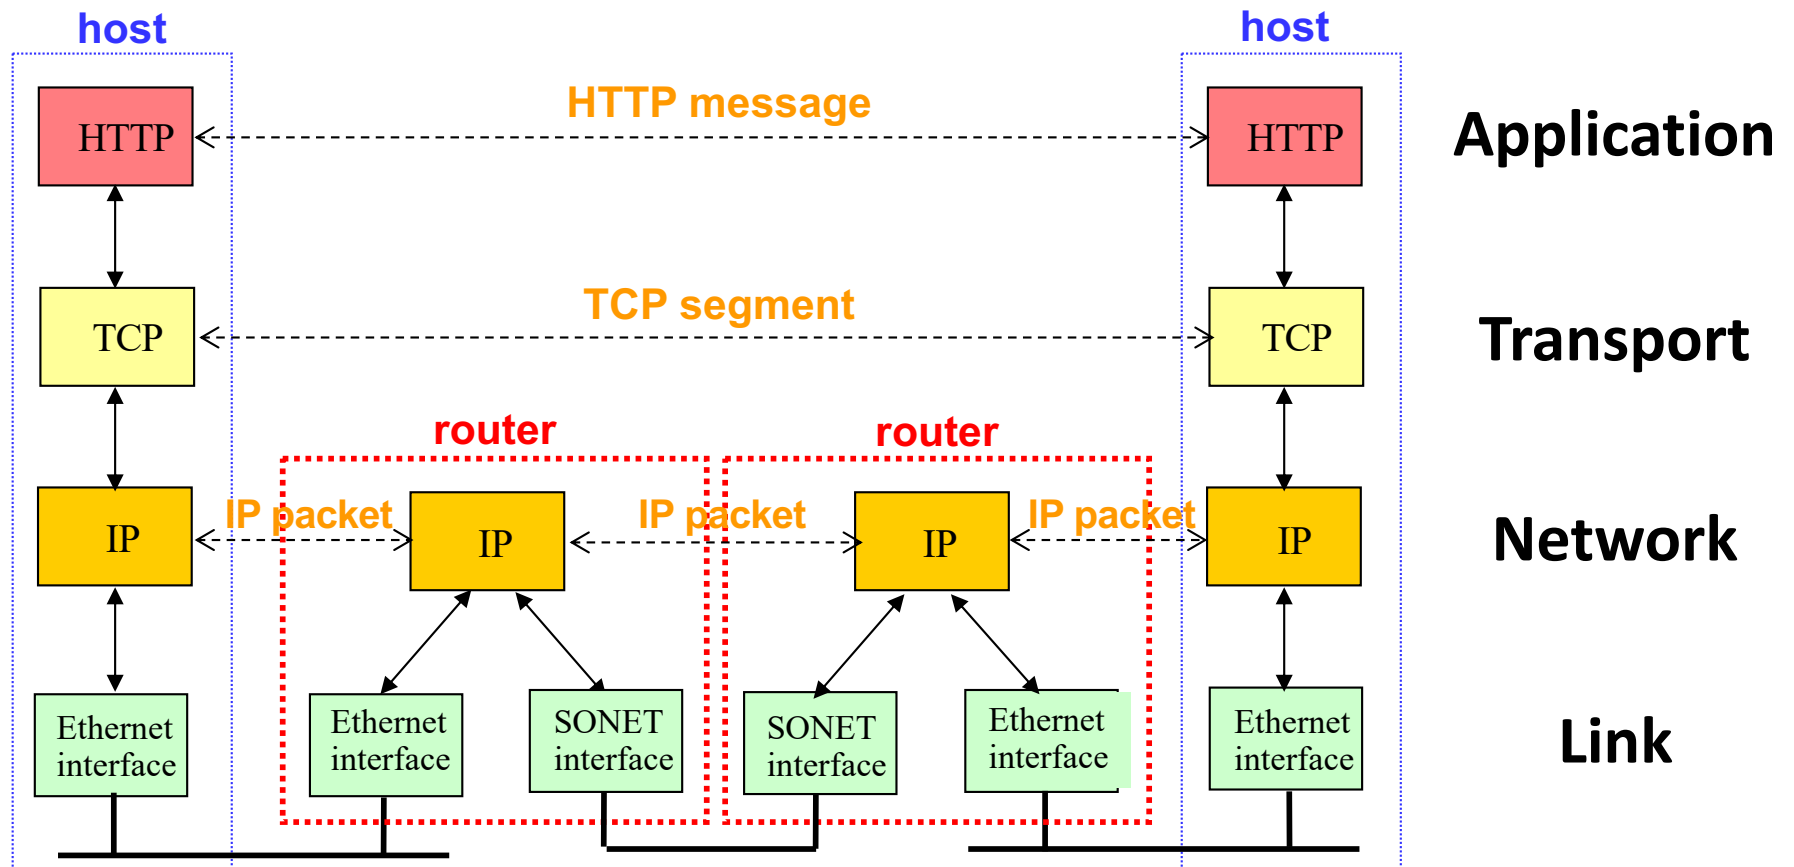 host
host
HTTP message
HTTP
HTTP
Application
TCP segment
TCP
TCP
Transport
router
router
IP packet
IP packet
IP packet
IP
IP
IP
IP
Network
Ethernet
interface
Ethernet
interface
SONET
interface
SONET
interface
Ethernet
interface
Ethernet
interface
Link